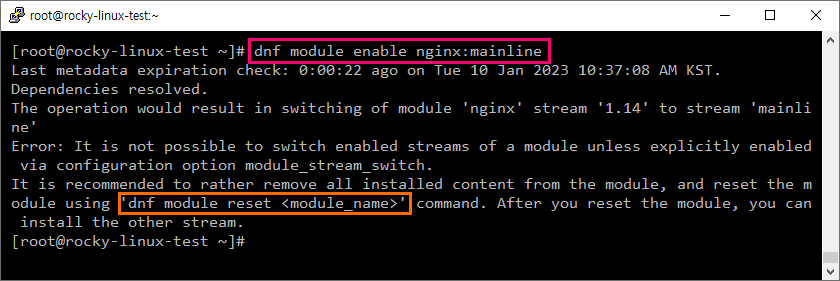 root@rocky-linux-test:~
[root@rocky-linux-test ~]# dnf module enable nginx:mainline
Last metadata expiration check: 0:00:22 ago on Tue 10 Jan 2023 10:37:08 AM KST.
Dependencies resolved.
The operation would result in switching of module 'nginx' stream '1.14' to stream 'mainli
ne'
Error: It is not possible to switch enabled streams of a module unless explicitly enabled
 via configuration option module_stream_switch.
It is recommended to rather remove all installed content from the module, and reset the m
odule using 'dnf module reset <module_name>' command. After you reset the module, you can
 install the other stream.
[root@rocky-linux-test ~]#